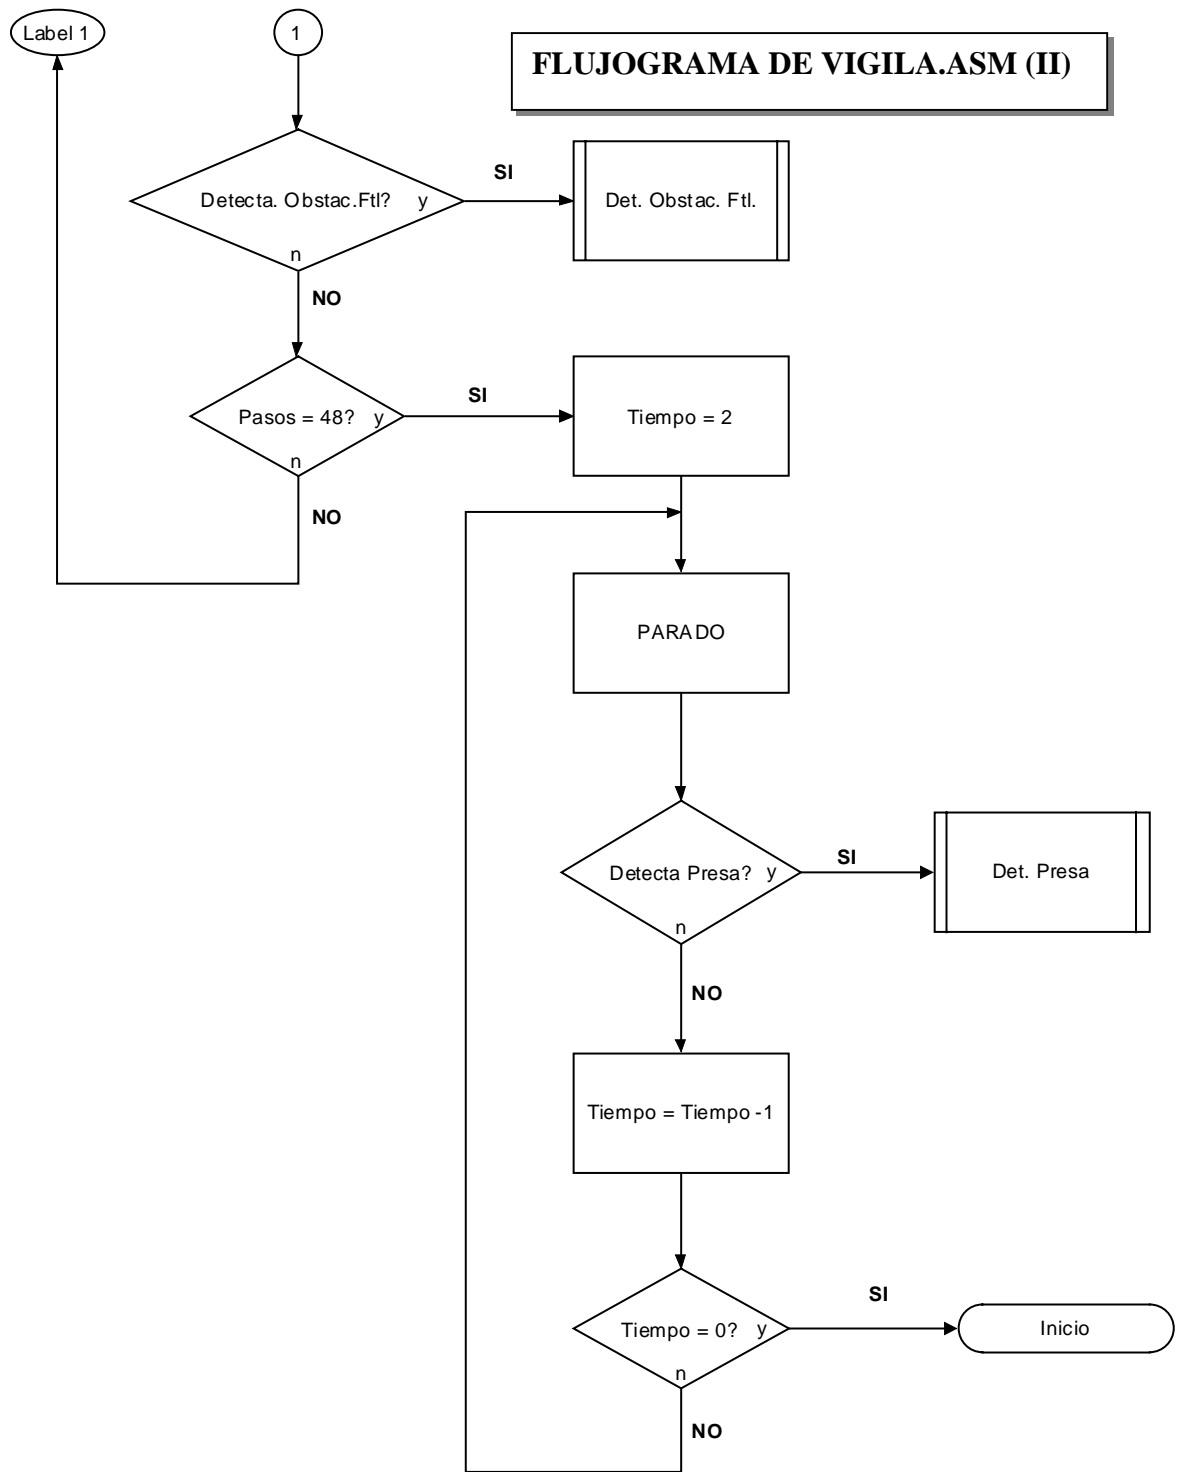 Label 1
1
FLUJOGRAMA DE VIGILA.ASM (II)
SI
Detecta. Obstac.Ftl? y
Det. Obstac. Ftl.
n
NO
SI
Pasos = 48? y
Tiempo = 2
n
NO
PARADO
SI
Detecta Presa? y
Det. Presa
n
NO
Tiempo = Tiempo -1
SI
Tiempo = 0? y
Inicio
n
NO